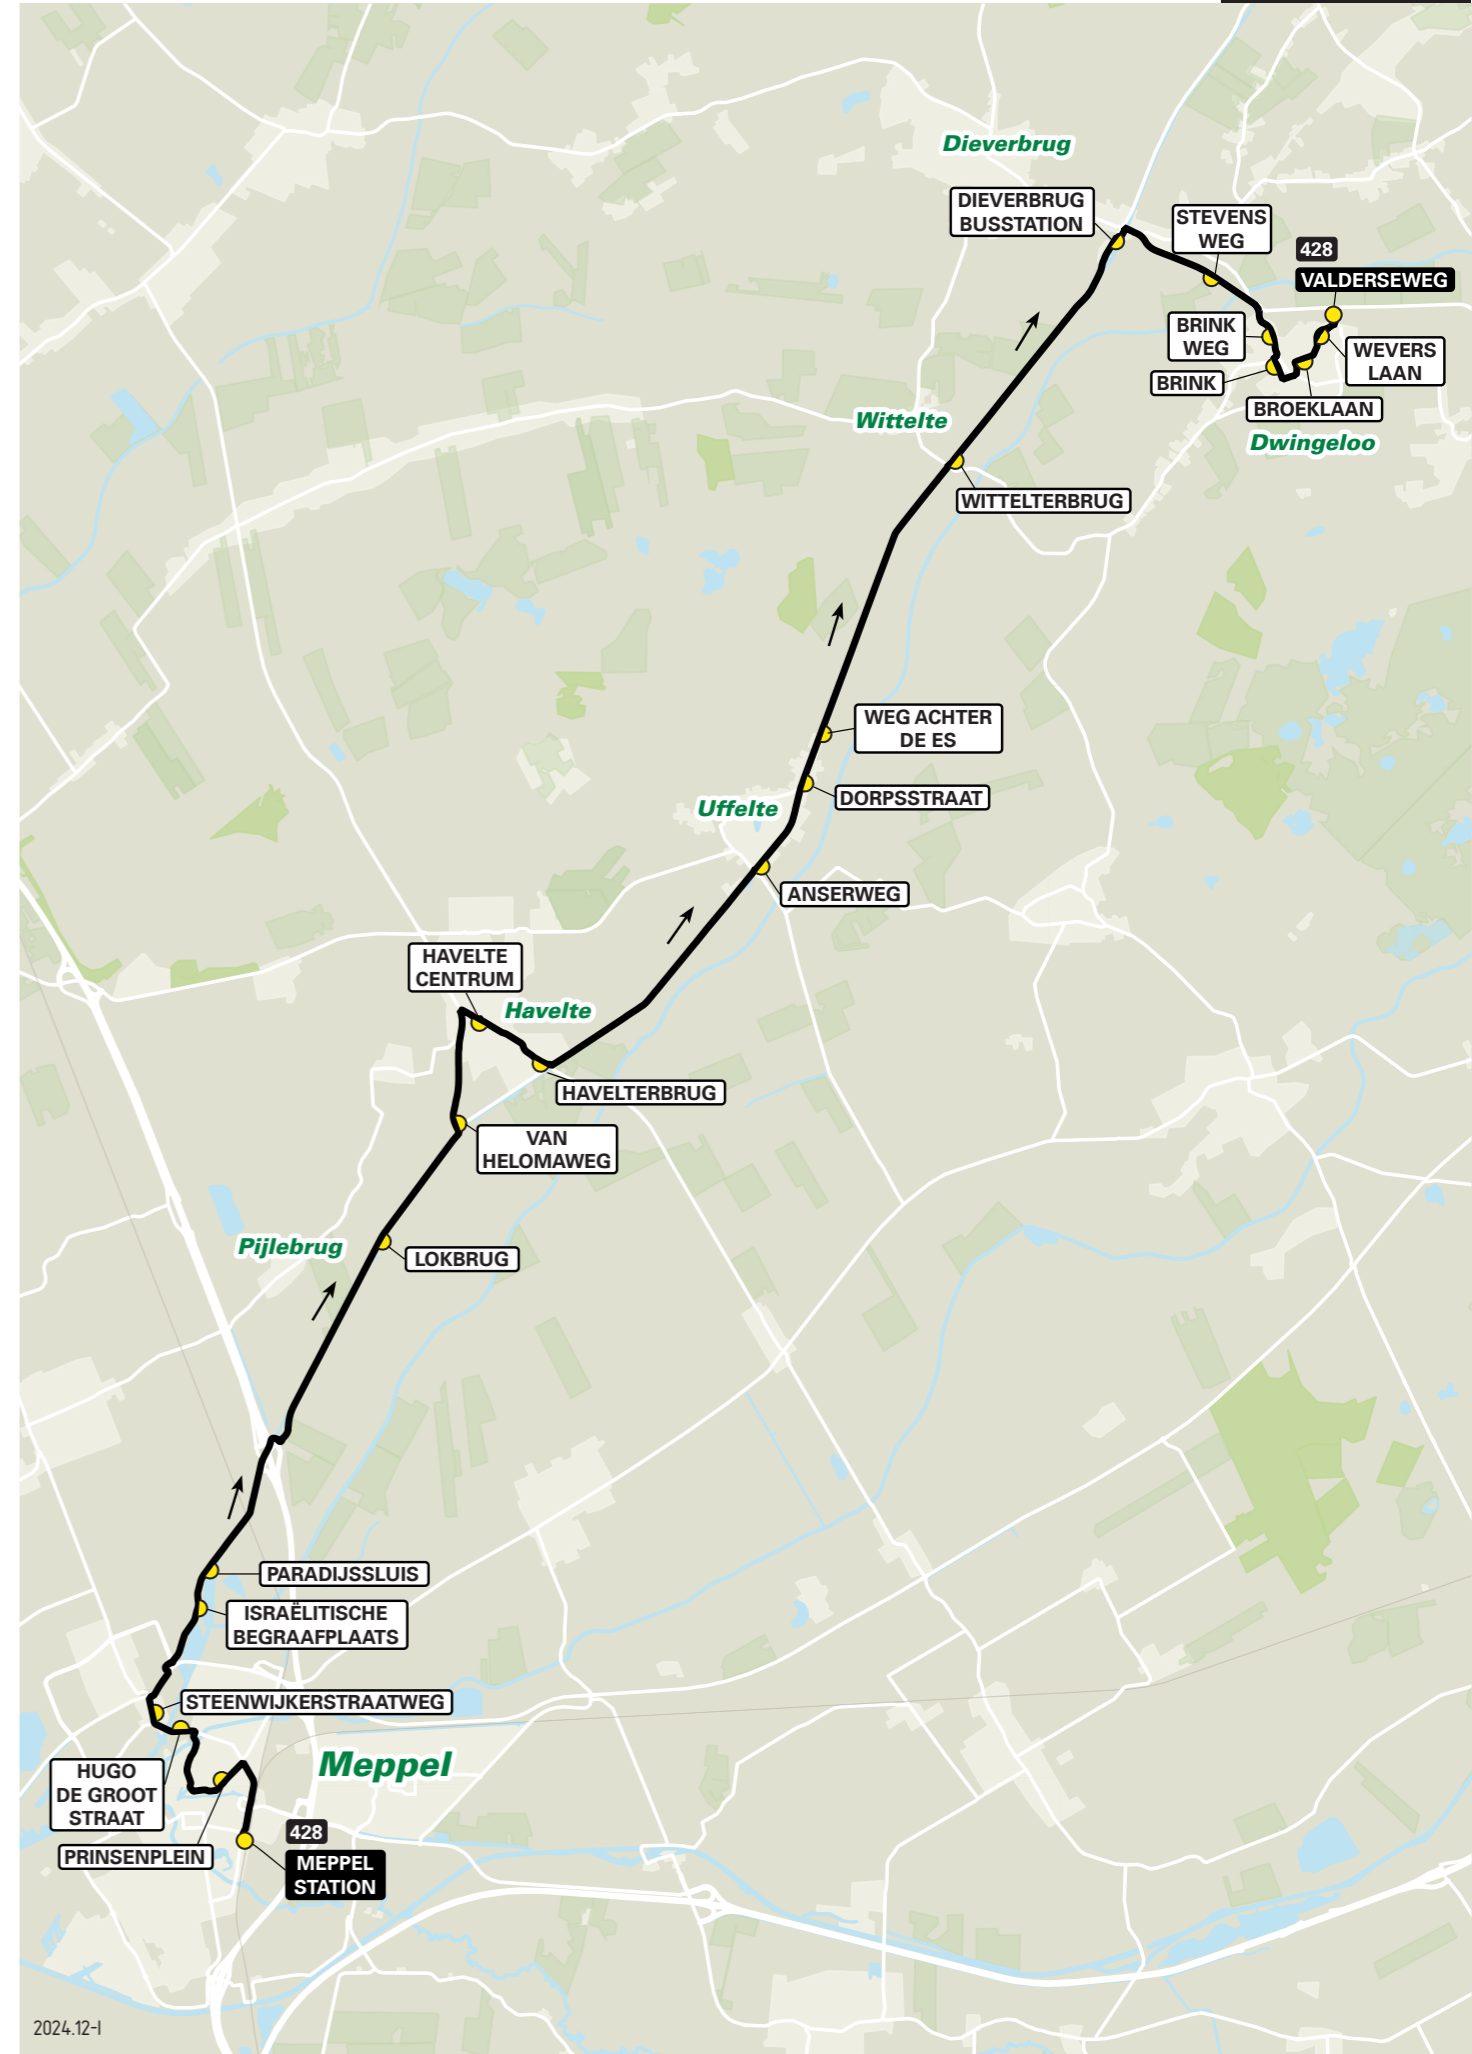 Dieverbrug
DIEVERBRUG
BUSSTATION
STEVENS
WEG
428
VALDERSEWEG
BRINK
WEG
WEVERS
LAAN
BRINK
BROEKLAAN
Dwingeloo
Wittelte
WITTELTERBRUG
WEG ACHTER
DE ES
DORPSSTRAAT
Uffelte
ANSERWEG
HAVELTE
CENTRUM
Havelte
HAVELTERBRUG
VAN
HELOMAWEG
Pijlebrug
LOKBRUG
PARADIJSSLUIS
ISRAËLITISCHE
BEGRAAFPLAATS
STEENWIJKERSTRAATWEG
HUGO
DE GROOT
STRAAT
Meppel
PRINSENPLEIN
428
MEPPEL
STATION
2024.12-I